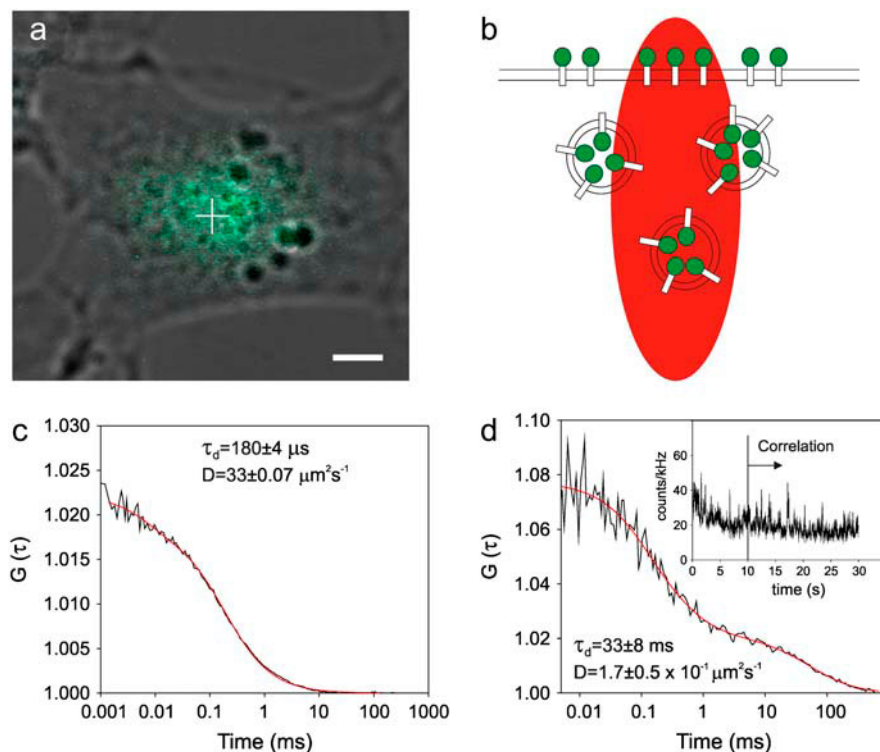 a
b
c
1.030
1.025
1.020
1.015
1.010
1.005
1.000
G (τ)
τd=180±4 μs
D=33±0.07 μm²s⁻¹
0.001 0.01 0.1 1 10 100 1000
Time (ms)
d
1.10
1.08
1.06
1.04
1.02
1.00
G (τ)
counts/kHz
60
40
20
0
Correlation
0 5 10 15 20 25 30
time (s)
τd=33±8 ms
D=1.7±0.5 x 10⁻¹ μm²s⁻¹
0.01 0.1 1 10 100
Time (ms)